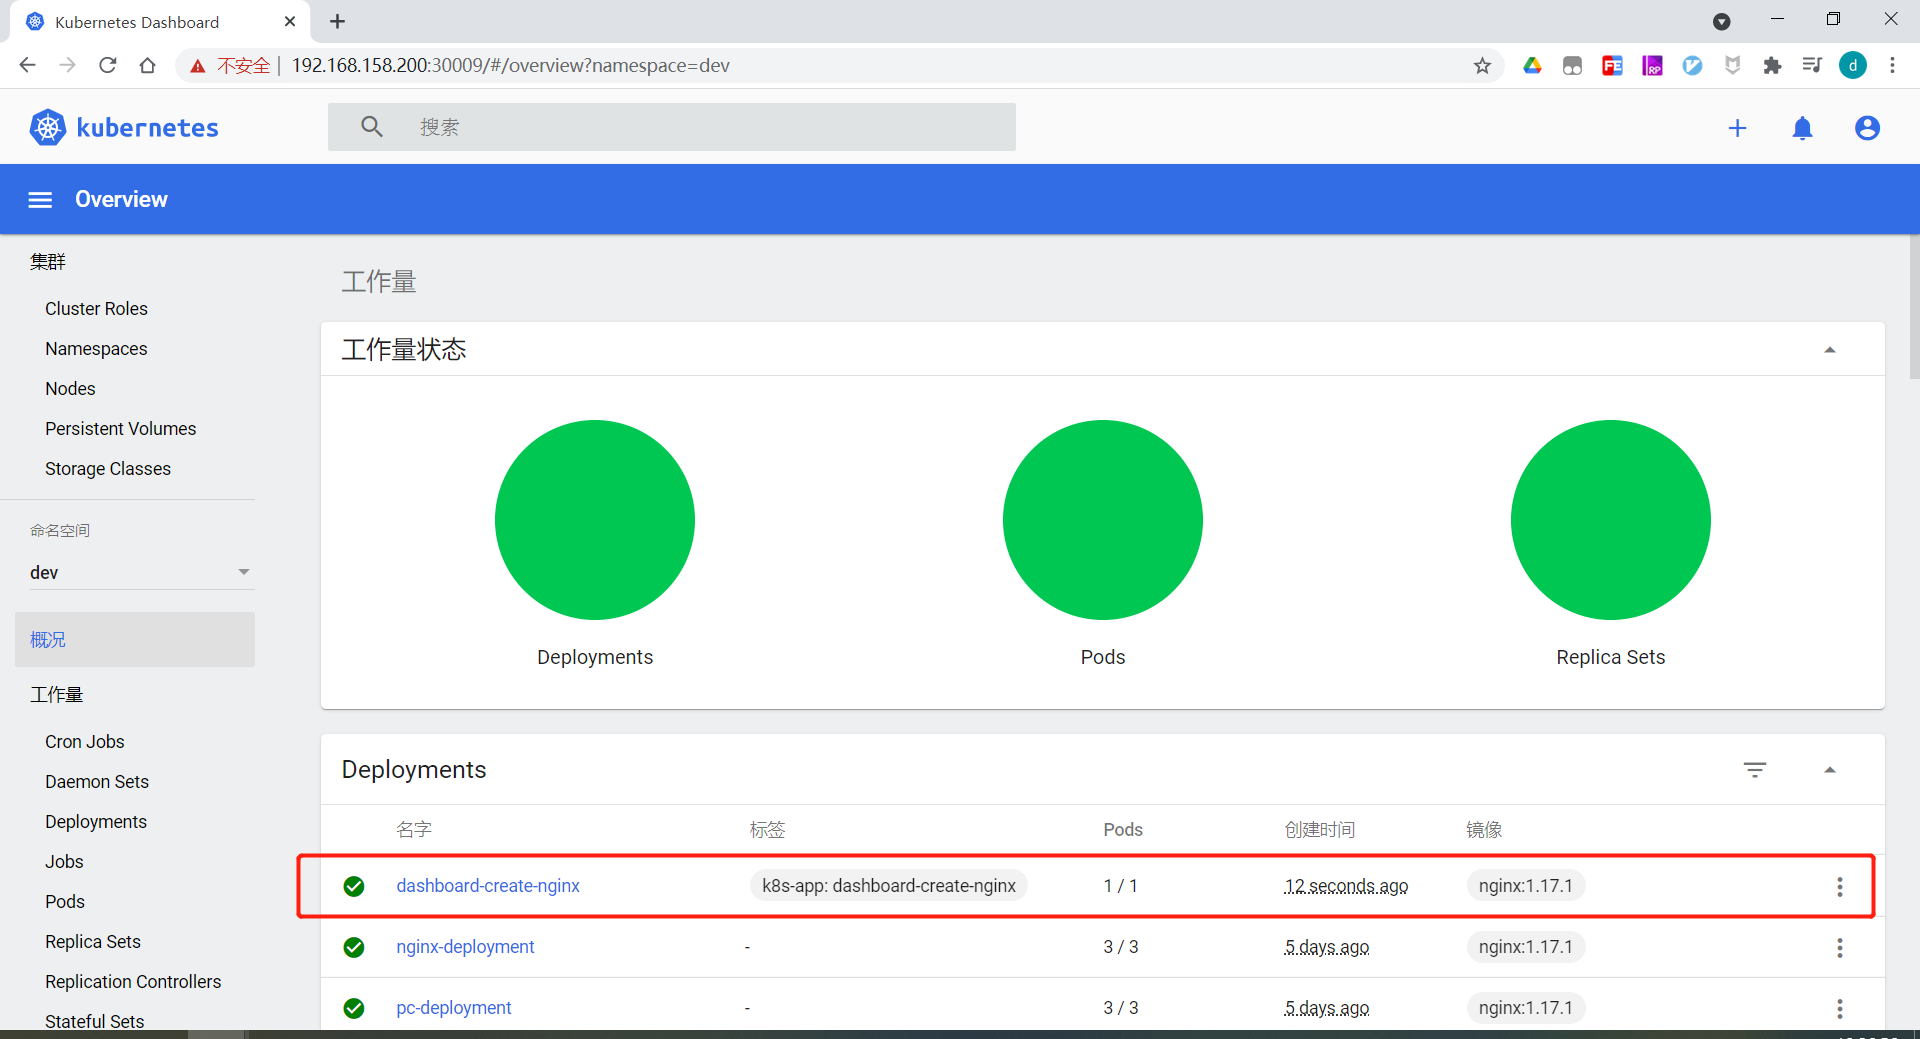 Kubernetes Dashboard
不安全 192.168.158.200:30009/#/overview?namespace=dev
FE
RP
d
kubernetes
搜索
Overview
集群
Cluster Roles
Namespaces
Nodes
Persistent Volumes
Storage Classes
命名空间
dev
概况
工作量
Cron Jobs
Daemon Sets
Deployments
Jobs
Pods
Replica Sets
Replication Controllers
Stateful Sets
工作量
工作量状态
Deployments
Pods
Replica Sets
Deployments
名字 标签 Pods 创建时间 镜像
dashboard-create-nginx k8s-app: dashboard-create-nginx 1 / 1 12 seconds ago nginx:1.17.1
nginx-deployment - 3 / 3 5 days ago nginx:1.17.1
pc-deployment - 3 / 3 5 days ago nginx:1.17.1